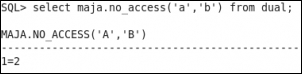 SQL> select maja.no_access('a','b') from dual;
MAJA.NO_ACCESS('A','B')
--------------------------------------------------
1=2